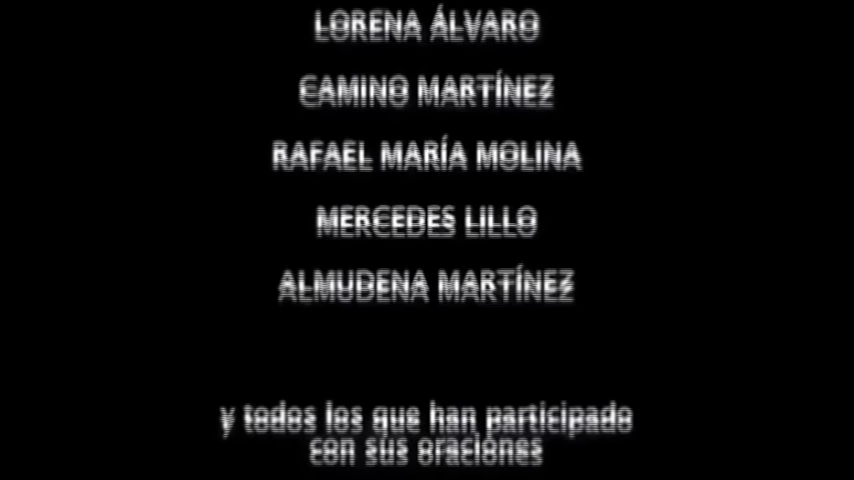 LORENA ÁLVARO
CAMINO MARTÍNEZ
RAFAEL MARÍA MOLINA
MERCEDES LILLO
ALMUDENA MARTÍNEZ
y todos los que han participado
con sus oraciones